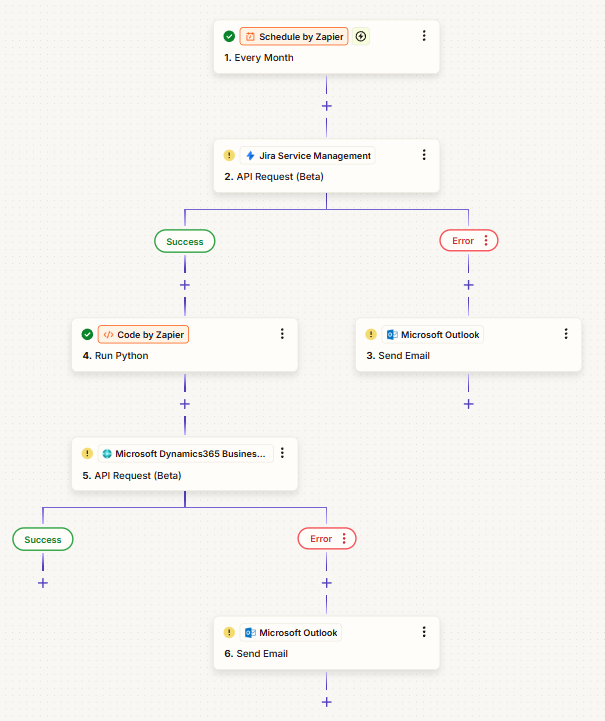 Schedule by Zapier
1. Every Month
Jira Service Management
2. API Request (Beta)
Success
Error
Code by Zapier
4. Run Python
Microsoft Outlook
3. Send Email
Microsoft Dynamics365 Busines...
5. API Request (Beta)
Success
Error
Microsoft Outlook
6. Send Email